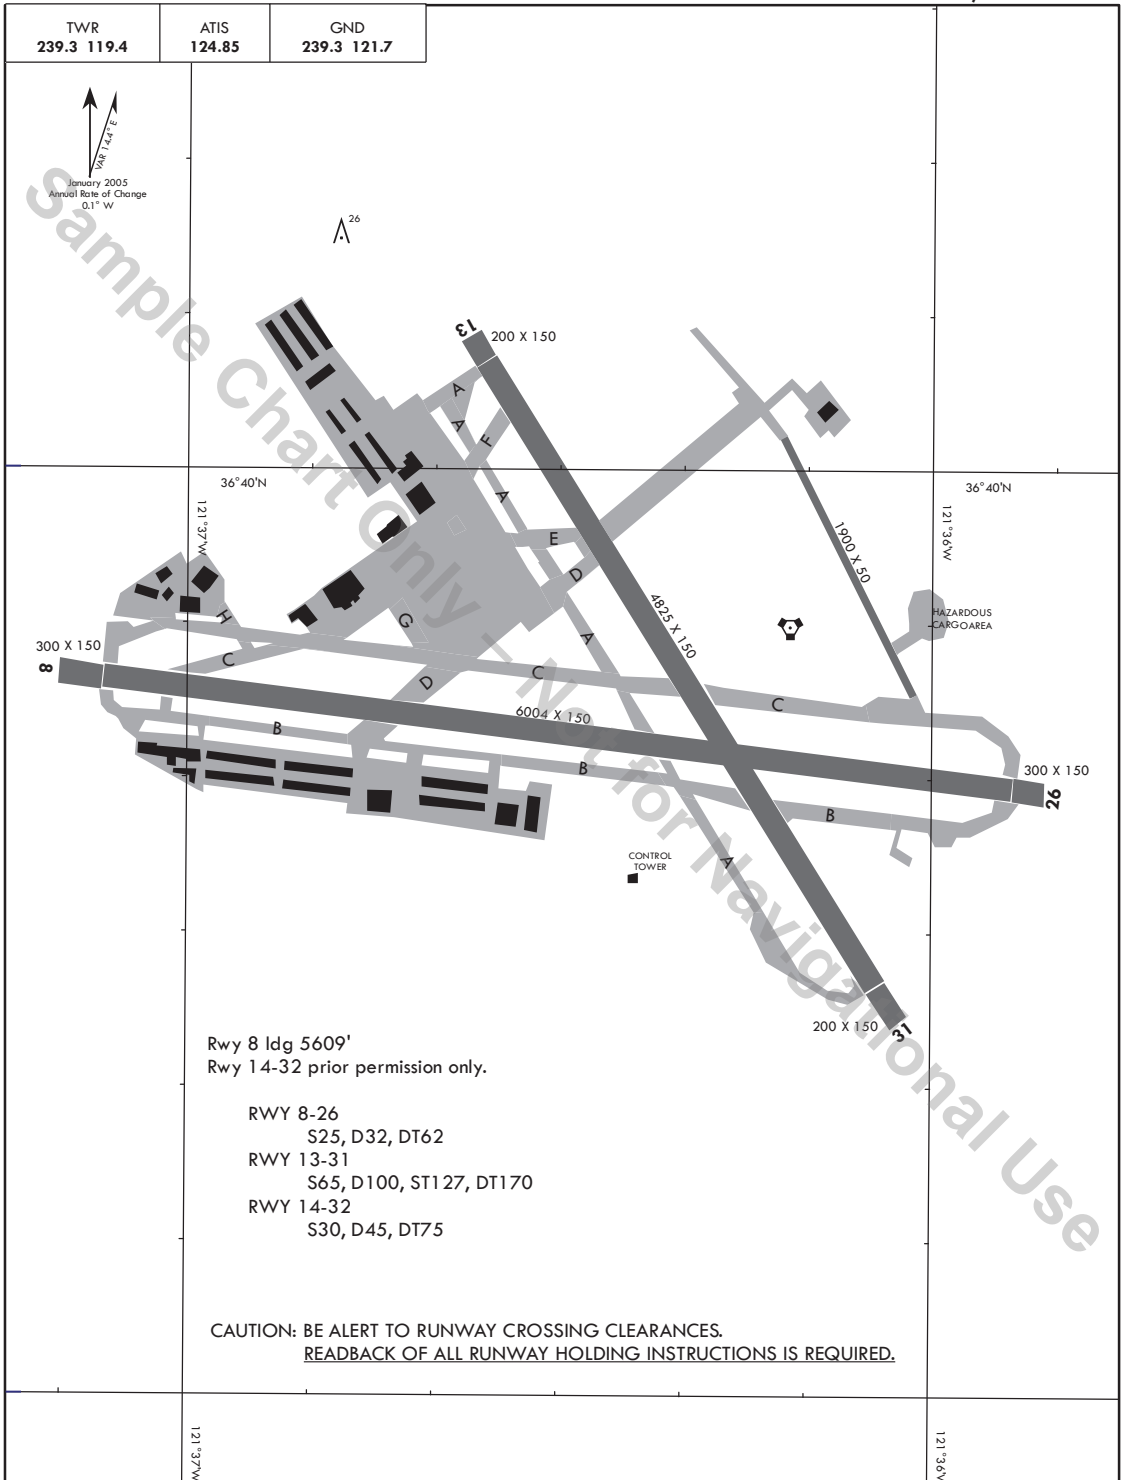 TWR
239.3 119.4
ATIS
124.85
GND
239.3 121.7
VAR 14.4° E
January 2005
Annual Rate of Change
0.1° W
26
13
200 X 150
A
A
F
A
36°40'N
36°40'N
121°37'W
121°36'W
E
D
1900 X 50
4825 X 150
HAZARDOUS
CARGOAREA
H
G
A
300 X 150
8
C
D
C
C
6004 X 150
B
B
300 X 150
26
B
CONTROL
TOWER
A
200 X 150
31
Rwy 8 ldg 5609'
Rwy 14-32 prior permission only.
RWY 8-26
S25, D32, DT62
RWY 13-31
S65, D100, ST127, DT170
RWY 14-32
S30, D45, DT75
CAUTION: BE ALERT TO RUNWAY CROSSING CLEARANCES.
READBACK OF ALL RUNWAY HOLDING INSTRUCTIONS IS REQUIRED.
121°37'W
121°36'W
Sample Chart Only – Not for Navigational Use